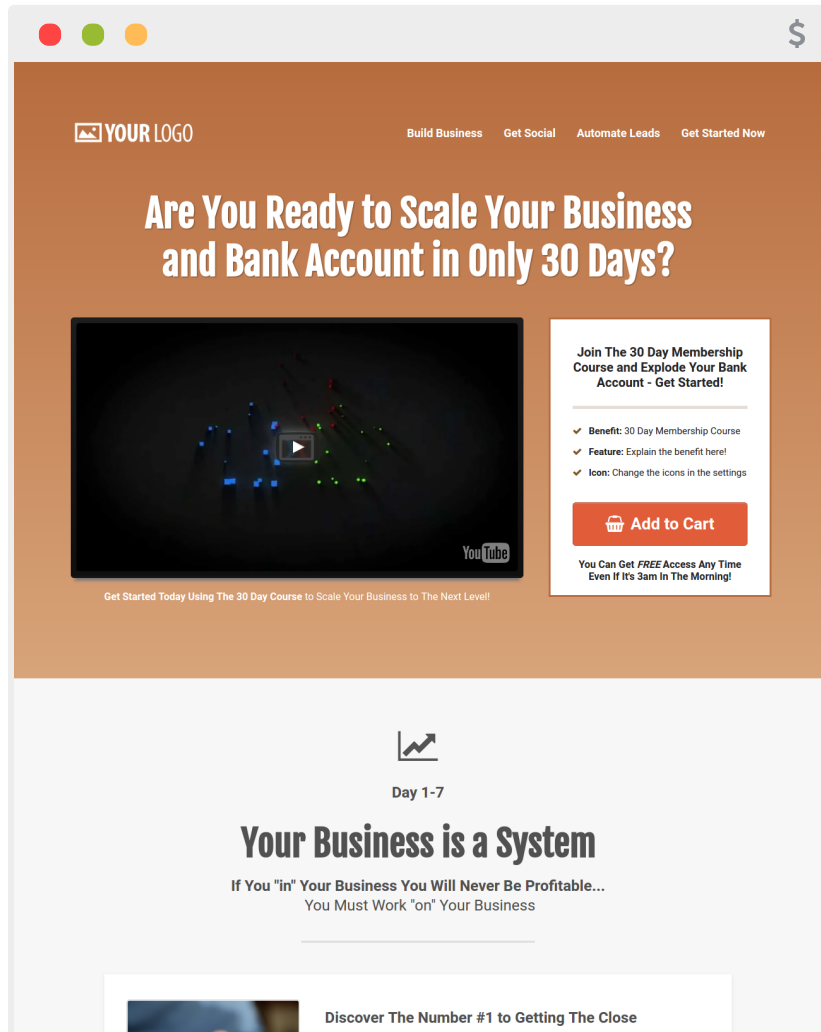 $
YOUR LOGO
Build Business Get Social Automate Leads Get Started Now
Are You Ready to Scale Your Business
and Bank Account in Only 30 Days?
YouTube
Get Started Today Using The 30 Day Course to Scale Your Business to The Next Level!
Join The 30 Day Membership
Course and Explode Your Bank
Account - Get Started!
Benefit: 30 Day Membership Course
Feature: Explain the benefit here!
Icon: Change the icons in the settings
Add to Cart
You Can Get FREE Access Any Time
Even If It's 3am In The Morning!
Day 1-7
Your Business is a System
If You "in" Your Business You Will Never Be Profitable...
You Must Work "on" Your Business
Discover The Number #1 to Getting The Close